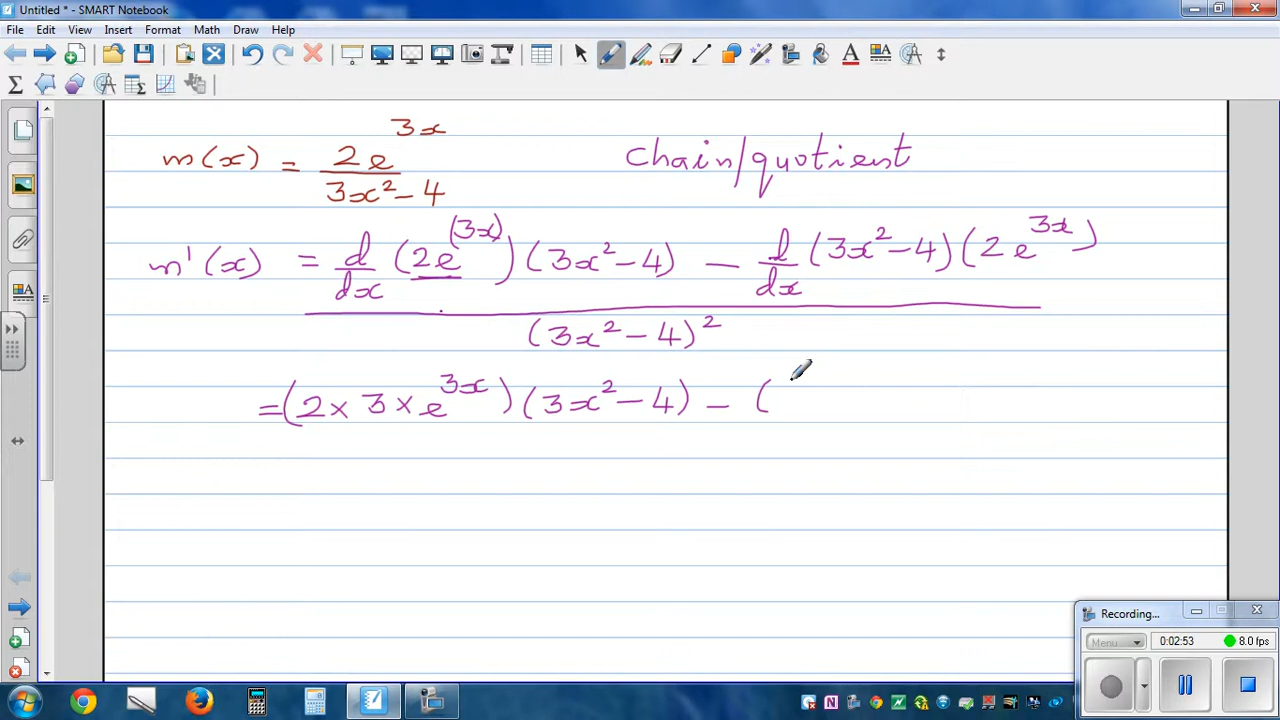 Untitled * - SMART Notebook
File Edit View Insert Format Math Draw Help
m(x) = 2e^{3x} / (3x² - 4)
Chain/quotient
m'(x) = d/dx (2e^{(3x)}) (3x² - 4) - d/dx (3x² - 4)(2e^{3x})
(3x² - 4)²
= (2 × 3 × e^{3x}) (3x² - 4) - (
Recording...
Menu 0:02:53 8.0 fps